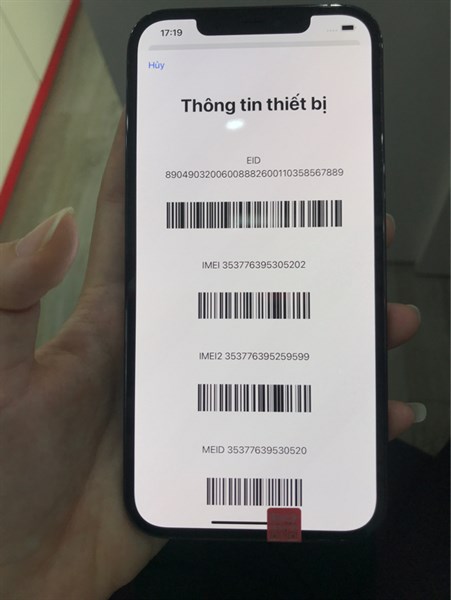 17:19
Hủy
Thông tin thiết bị
EID
89049032006008882600110358567889
IMEI 353776395305202
IMEI2 353776395259599
MEID 35377639530520